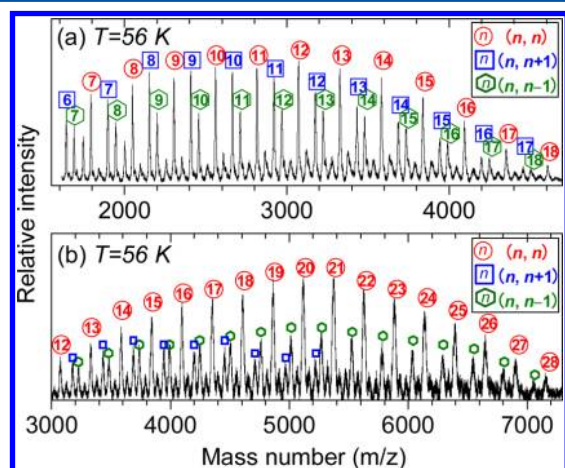 (a) T=56 K
n (n, n)
n (n, n+1)
n (n, n−1)
6 7 7 8 8 9 9 10 10 11 11 12 12 13 13 14 14 15 15 16 16 17 17 18
7 8 9 10 11 12 13 14 15 16 17 18
2000 3000 4000
Relative intensity
(b) T=56 K
n (n, n)
n (n, n+1)
n (n, n−1)
12 13 14 15 16 17 18 19 20 21 22 23 24 25 26 27 28
3000 4000 5000 6000 7000
Mass number (m/z)